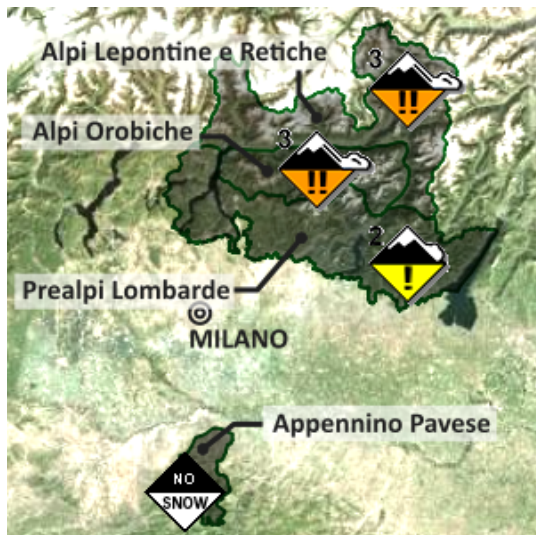 Alpi Lepontine e Retiche
3
!!
Alpi Orobiche
3
!!
2
!
Prealpi Lombarde
MILANO
Appennino Pavese
NO
SNOW